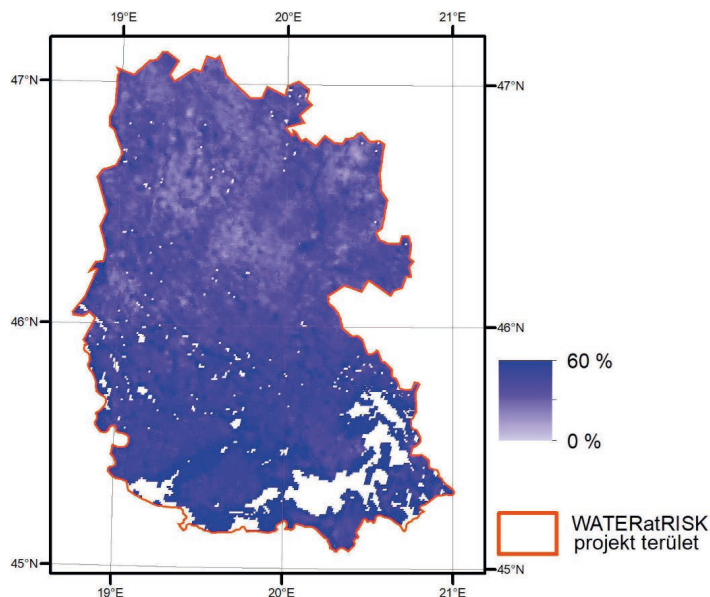 19°E 20°E 21°E
47°N 47°N
46°N 46°N
60 %
0 %
WATERatRISK
projekt terület
45°N 45°N
19°E 20°E 21°E